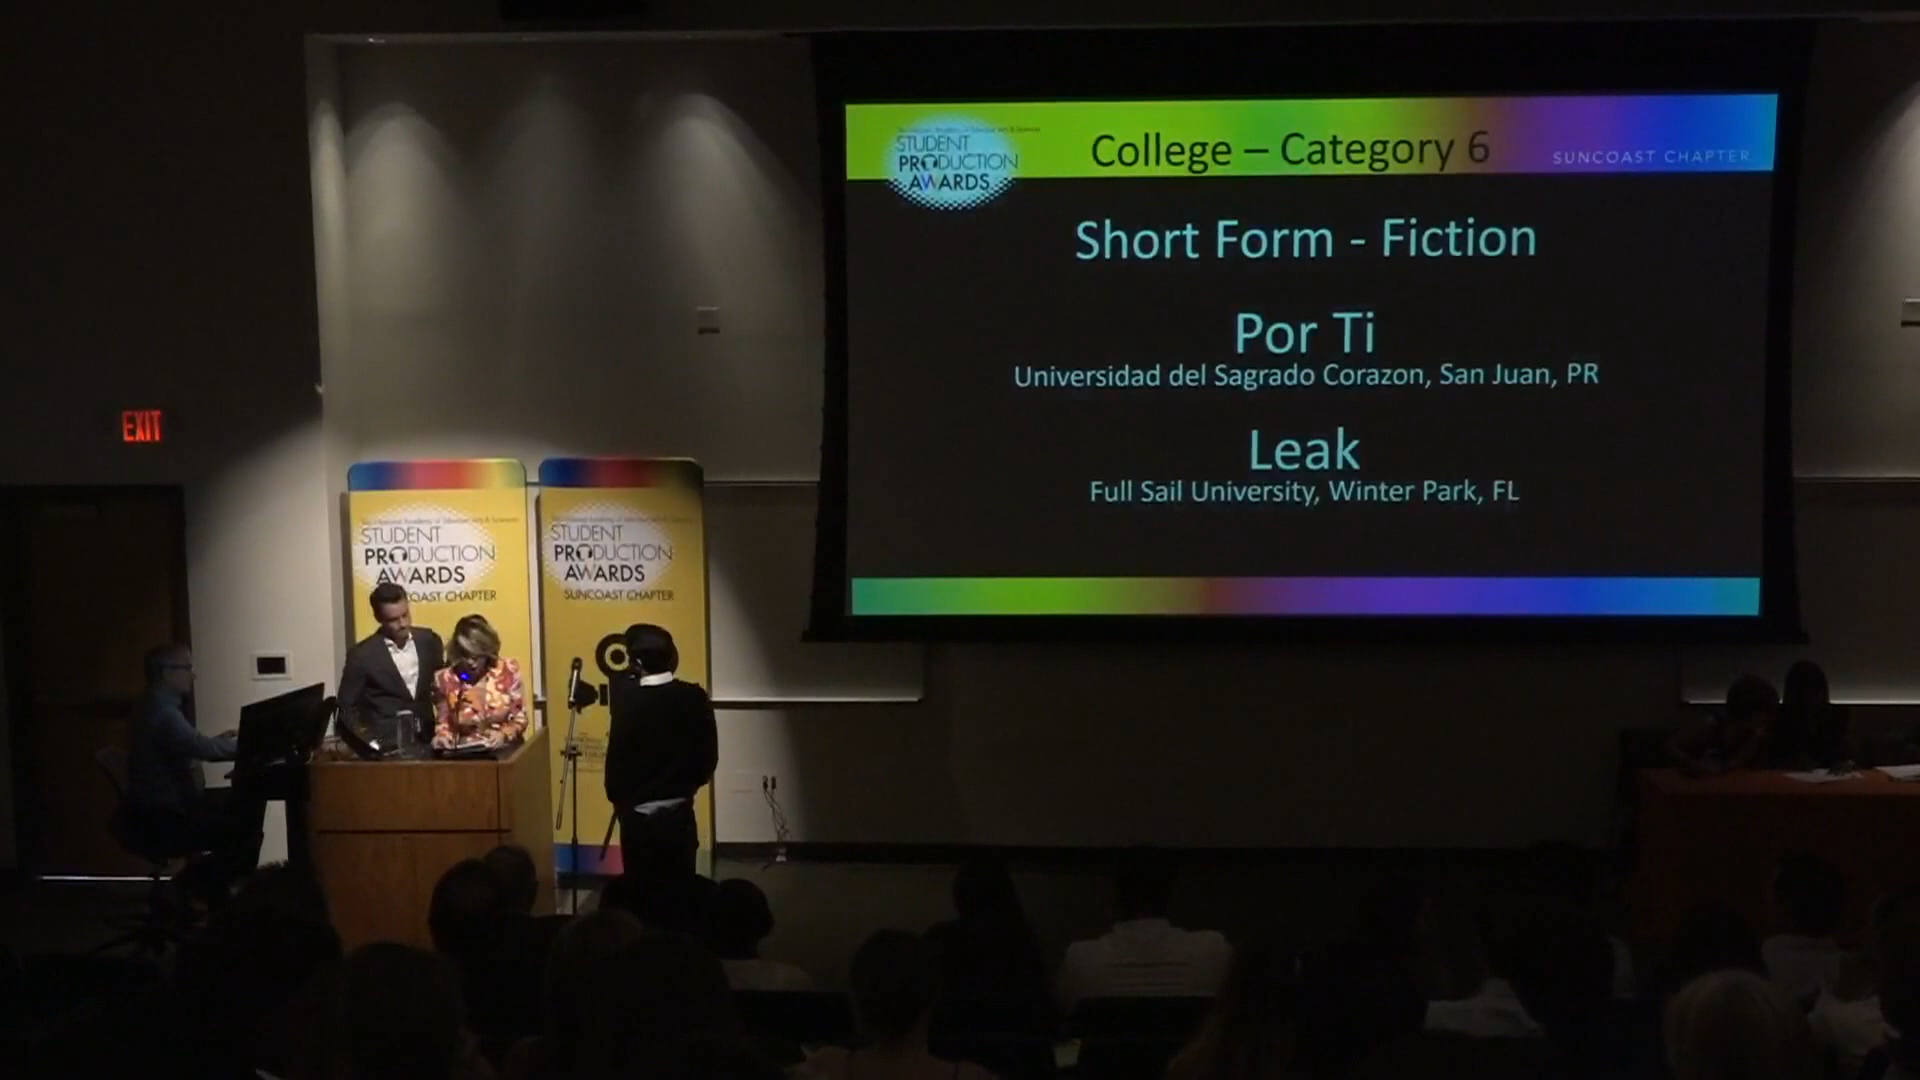 STUDENT
PRODUCTION
AWARDS
College – Category 6
SUNCOAST CHAPTER
Short Form - Fiction
Por Ti
Universidad del Sagrado Corazon, San Juan, PR
Leak
Full Sail University, Winter Park, FL
EXIT
STUDENT
PRODUCTION
AWARDS
COAST CHAPTER
STUDENT
PRODUCTION
AWARDS
SUNCOAST CHAPTER